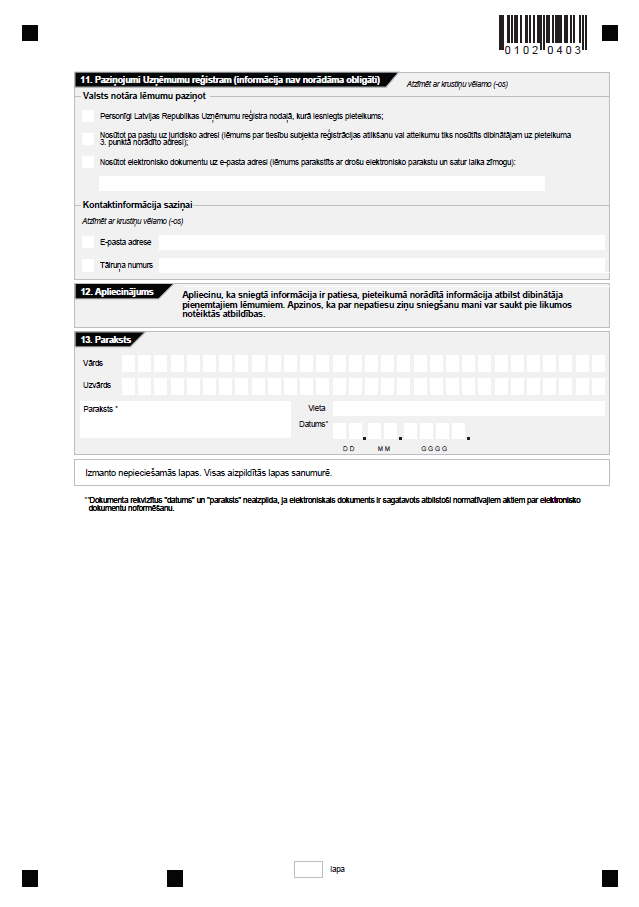 01020403
11. Paziņojumi Uzņēmumu reģistram (informācija nav norādāma obligāti)
Atzīmēt ar krustiņu vēlamo (-os)
Valsts notāra lēmumu paziņot
Personīgi Latvijas Republikas Uzņēmumu reģistra nodaļā, kurā iesniegts pieteikums;
Nosūtot pa pastu uz juridisko adresi (lēmums par tiesību subjekta reģistrācijas atlikšanu vai atteikumu tiks nosūtīts dibinātājam uz pieteikuma
3. punktā norādīto adresi);
Nosūtot elektronisko dokumentu uz e-pasta adresi (lēmums parakstīts ar drošu elektronisko parakstu un satur laika zīmogu):
Kontaktinformācija saziņai
Atzīmēt ar krustiņu vēlamo (-os)
E-pasta adrese
Tālruņa numurs
12. Apliecinājums
Apliecinu, ka sniegtā informācija ir patiesa, pieteikumā norādītā informācija atbilst dibinātāja
pieņemtajiem lēmumiem. Apzinos, ka par nepatiesu ziņu sniegšanu mani var saukt pie likumos
noteiktās atbildības.
13. Paraksts
Vārds
Uzvārds
Paraksts *
Vieta
Datums*
. . .
DD MM GGGG
Izmanto nepieciešamās lapas. Visas aizpildītās lapas sanumurē.
*"Dokumenta rekvizītus "datums" un "paraksts" neaizpilda, ja elektroniskais dokuments ir sagatavots atbilstoši normatīvajiem aktiem par elektronisko
dokumentu noformēšanu.
lapa